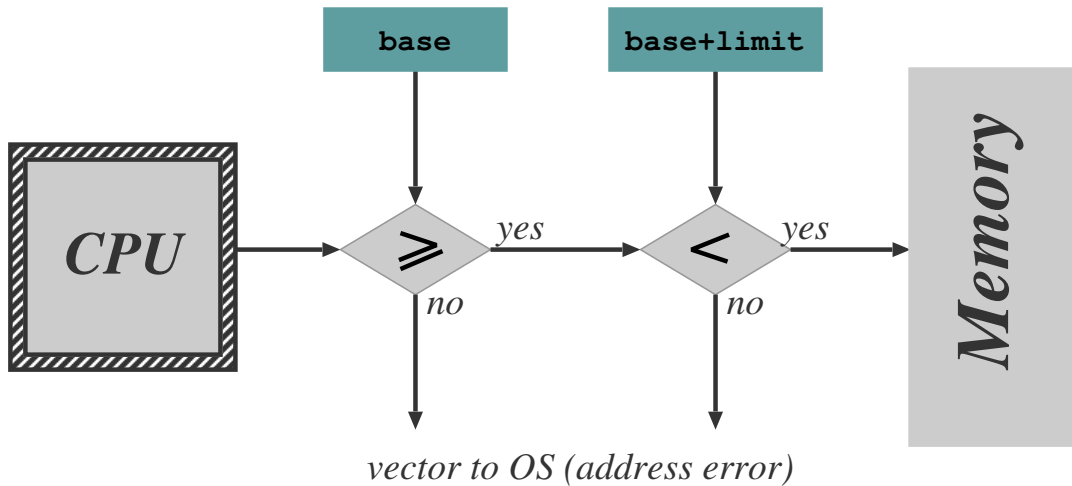 base
base+limit
CPU
⩾
yes
<
yes
no
no
Memory
vector to OS (address error)